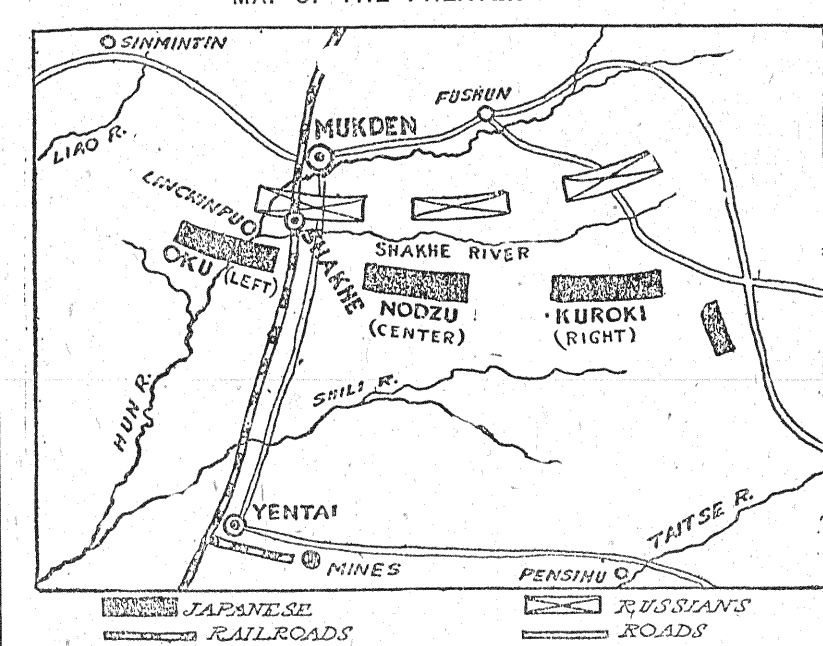 MAP OF THE
SINMINTIN
FUSHUN
MUKDEN
LIAO R.
LINCHINPUO
SHAKHE
SHAKHE RIVER
OKU (LEFT)
NODZU
(CENTER)
KUROKI
(RIGHT)
HUN R.
SHILI R.
YENTAI
TAITSE R.
MINES
PENSIHU
JAPANESE
RUSSIANS
RAILROADS
ROADS